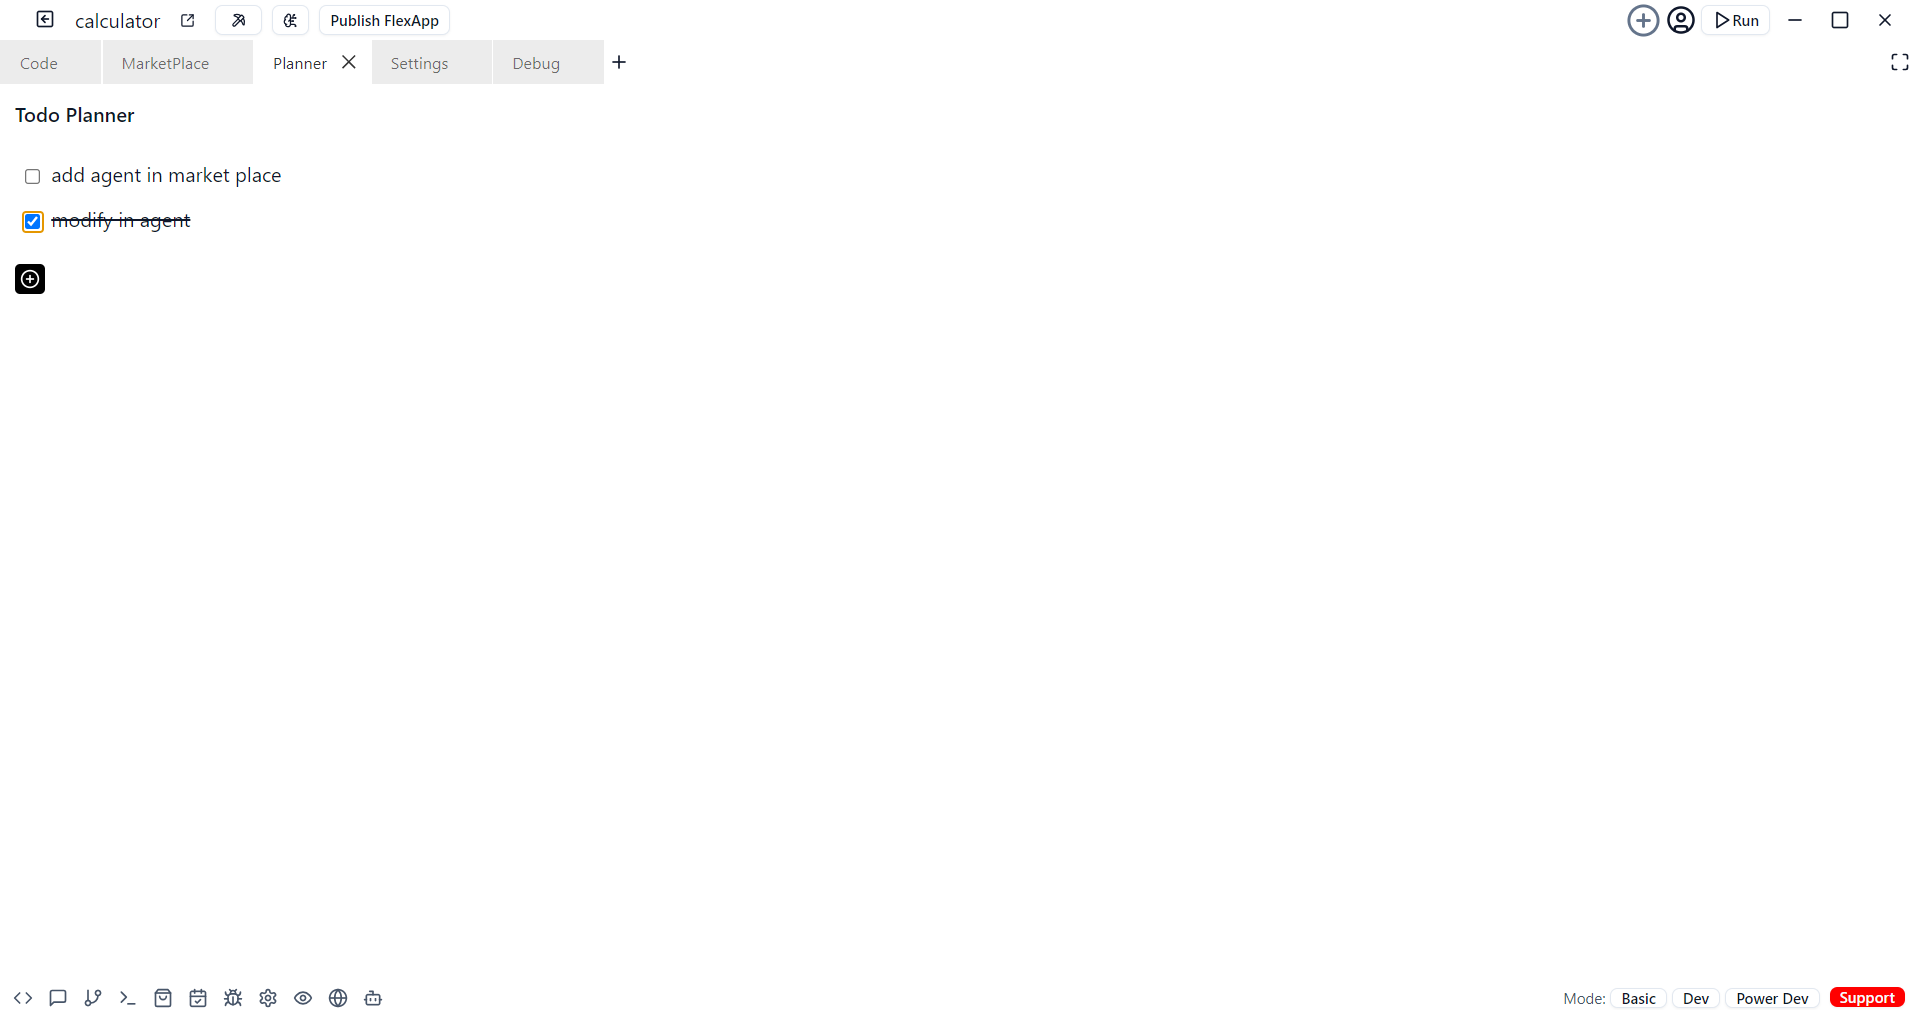 calculator Publish FlexApp Run
Code MarketPlace Planner Settings Debug
Todo Planner
add agent in market place
modify in agent
Mode: Basic Dev Power Dev Support